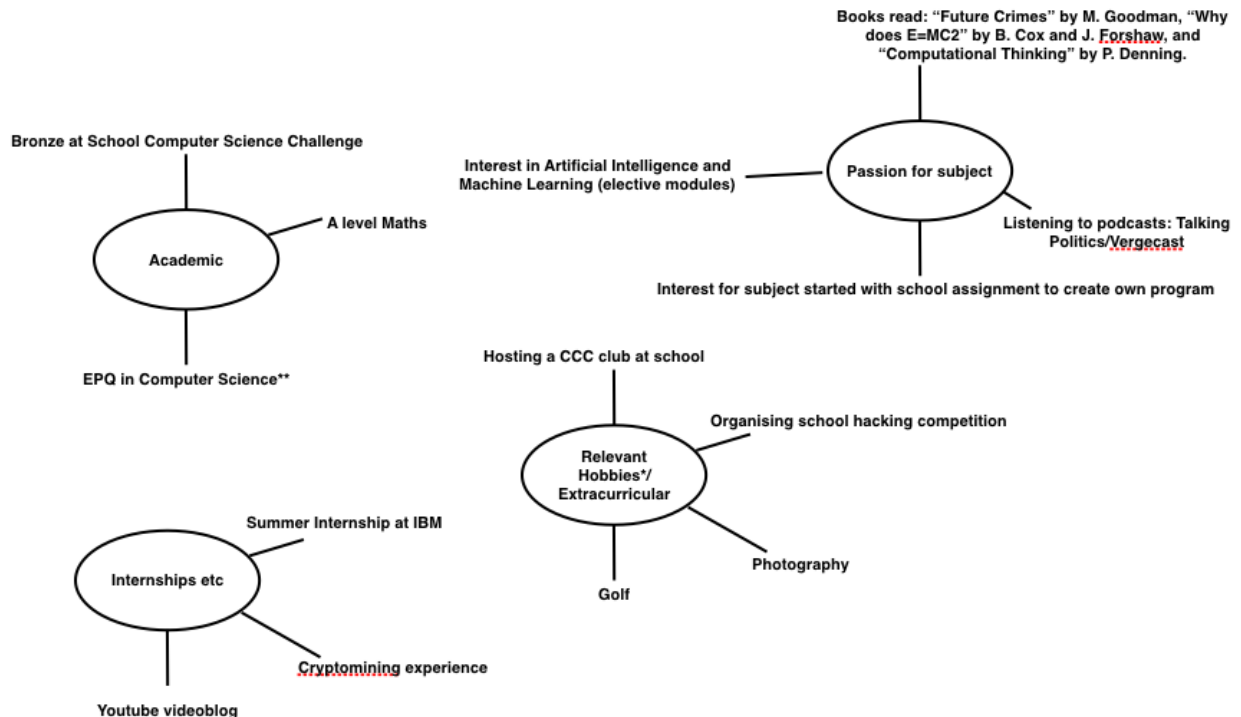 Books read: “Future Crimes” by M. Goodman, “Why
does E=MC2” by B. Cox and J. Forshaw, and
“Computational Thinking” by P. Denning.
Bronze at School Computer Science Challenge
Interest in Artificial Intelligence and
Machine Learning (elective modules)
Passion for subject
A level Maths
Listening to podcasts: Talking
Politics/Vergecast
Academic
Interest for subject started with school assignment to create own program
EPQ in Computer Science**
Hosting a CCC club at school
Organising school hacking competition
Relevant
Hobbies*/
Extracurricular
Photography
Golf
Summer Internship at IBM
Internships etc
Cryptomining experience
Youtube videoblog